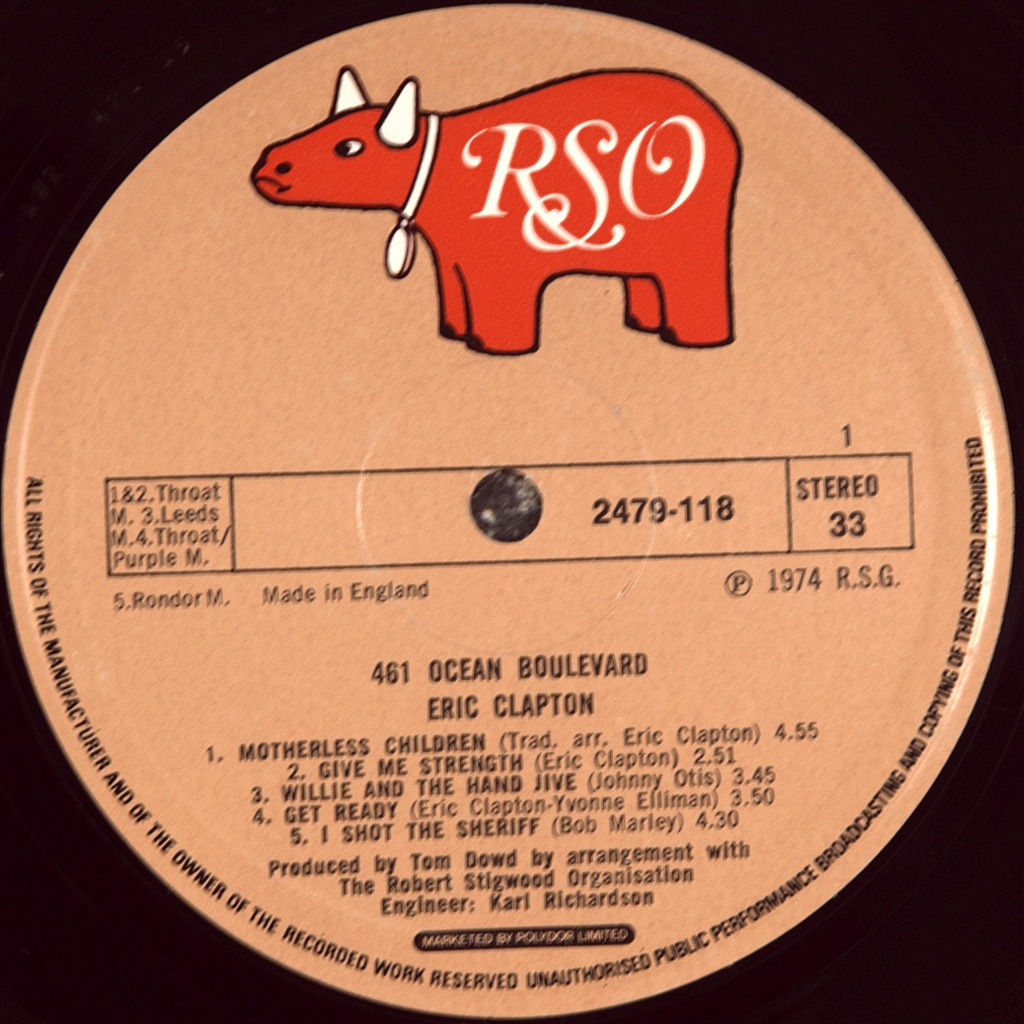 RSO
1
1&2.Throat
M. 3.Leeds
M.4.Throat/
Purple M.
2479-118
STEREO
33
5.Rondor M. Made in England
℗ 1974 R.S.G.
461 OCEAN BOULEVARD
ERIC CLAPTON
1. MOTHERLESS CHILDREN (Trad. arr. Eric Clapton) 4.55
2. GIVE ME STRENGTH (Eric Clapton) 2.51
3. WILLIE AND THE HAND JIVE (Johnny Otis) 3.45
4. GET READY (Eric Clapton-Yvonne Elliman) 3.50
5. I SHOT THE SHERIFF (Bob Marley) 4.30
Produced by Tom Dowd by arrangement with
The Robert Stigwood Organisation
Engineer: Karl Richardson
MARKETED BY POLYDOR LIMITED
ALL RIGHTS OF THE MANUFACTURER AND OF THE OWNER OF THE RECORDED WORK RESERVED UNAUTHORISED PUBLIC PERFORMANCE BROADCASTING AND COPYING OF THIS RECORD PROHIBITED